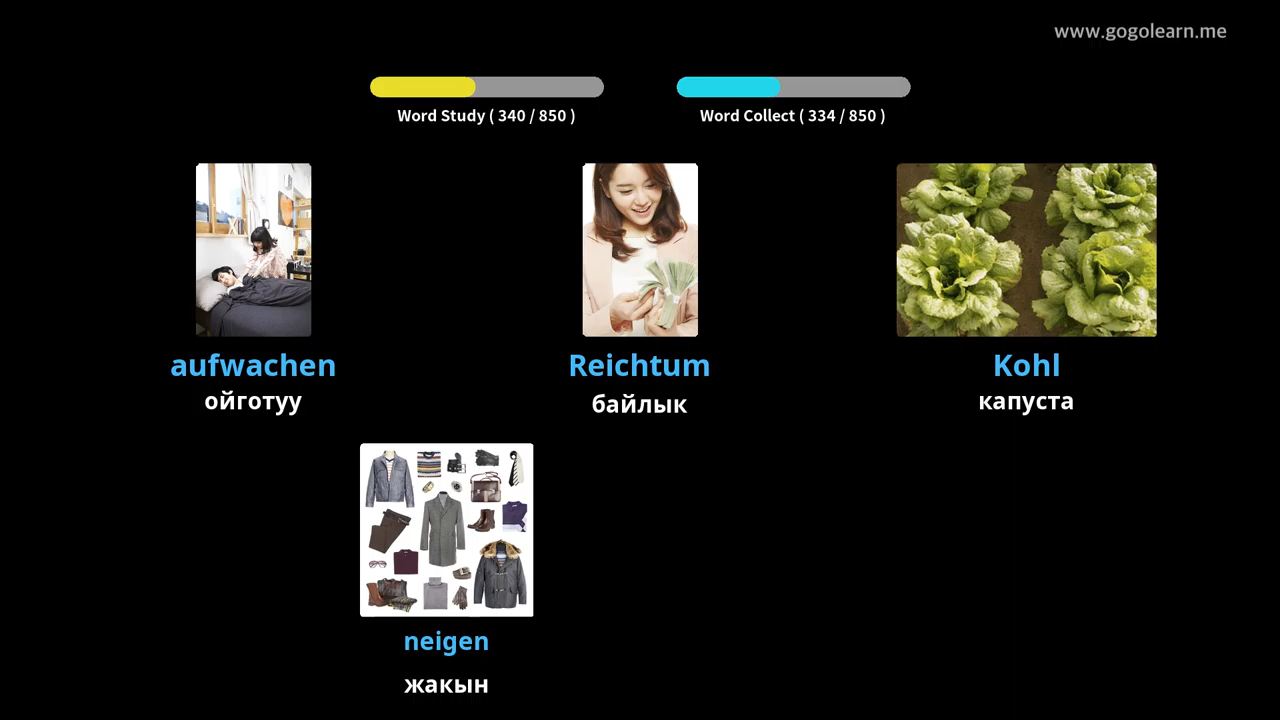 www.gogolearn.me
Word Study ( 340 / 850 )
Word Collect ( 334 / 850 )
aufwachen
ойготуу
Reichtum
байлык
Kohl
капуста
neigen
жакын